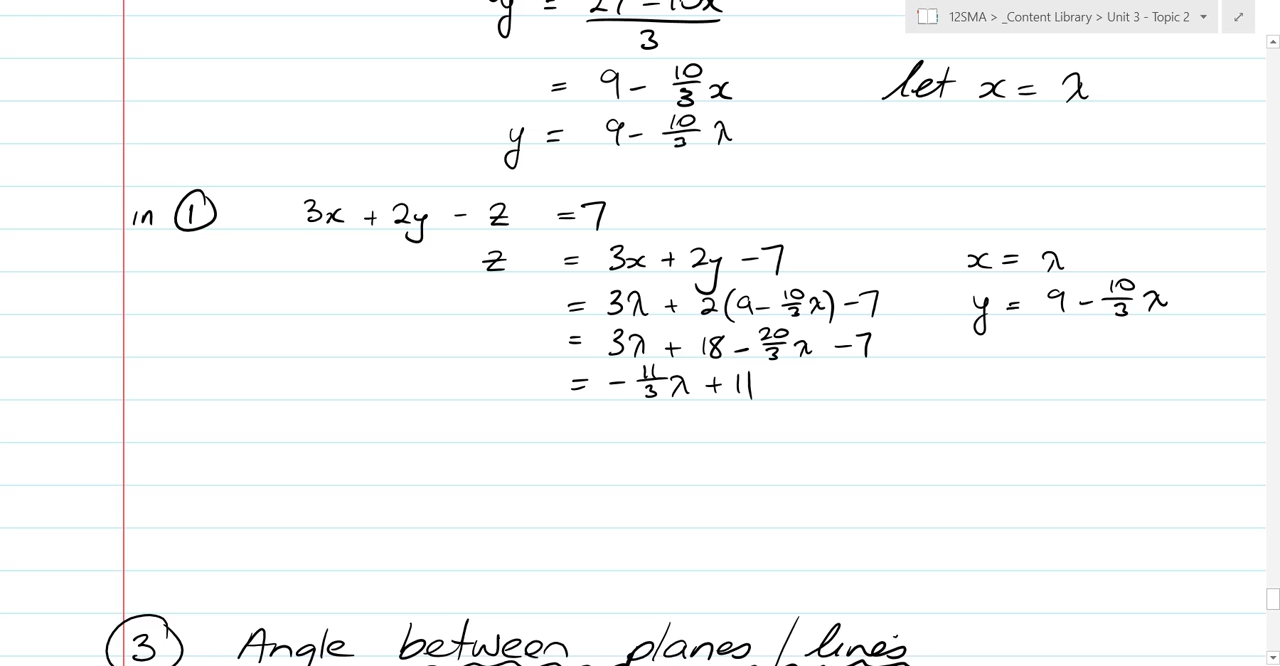 12SMA > _Content Library > Unit 3 - Topic 2
y = 27 - 10x / 3
= 9 - 10/3 x let x = λ
y = 9 - 10/3 λ
in ① 3x + 2y - z = 7
z = 3x + 2y - 7 x = λ
= 3λ + 2(9 - 10/3 λ) - 7 y = 9 - 10/3 λ
= 3λ + 18 - 20/3 λ - 7
= - 11/3 λ + 11
③ Angle between planes / lines